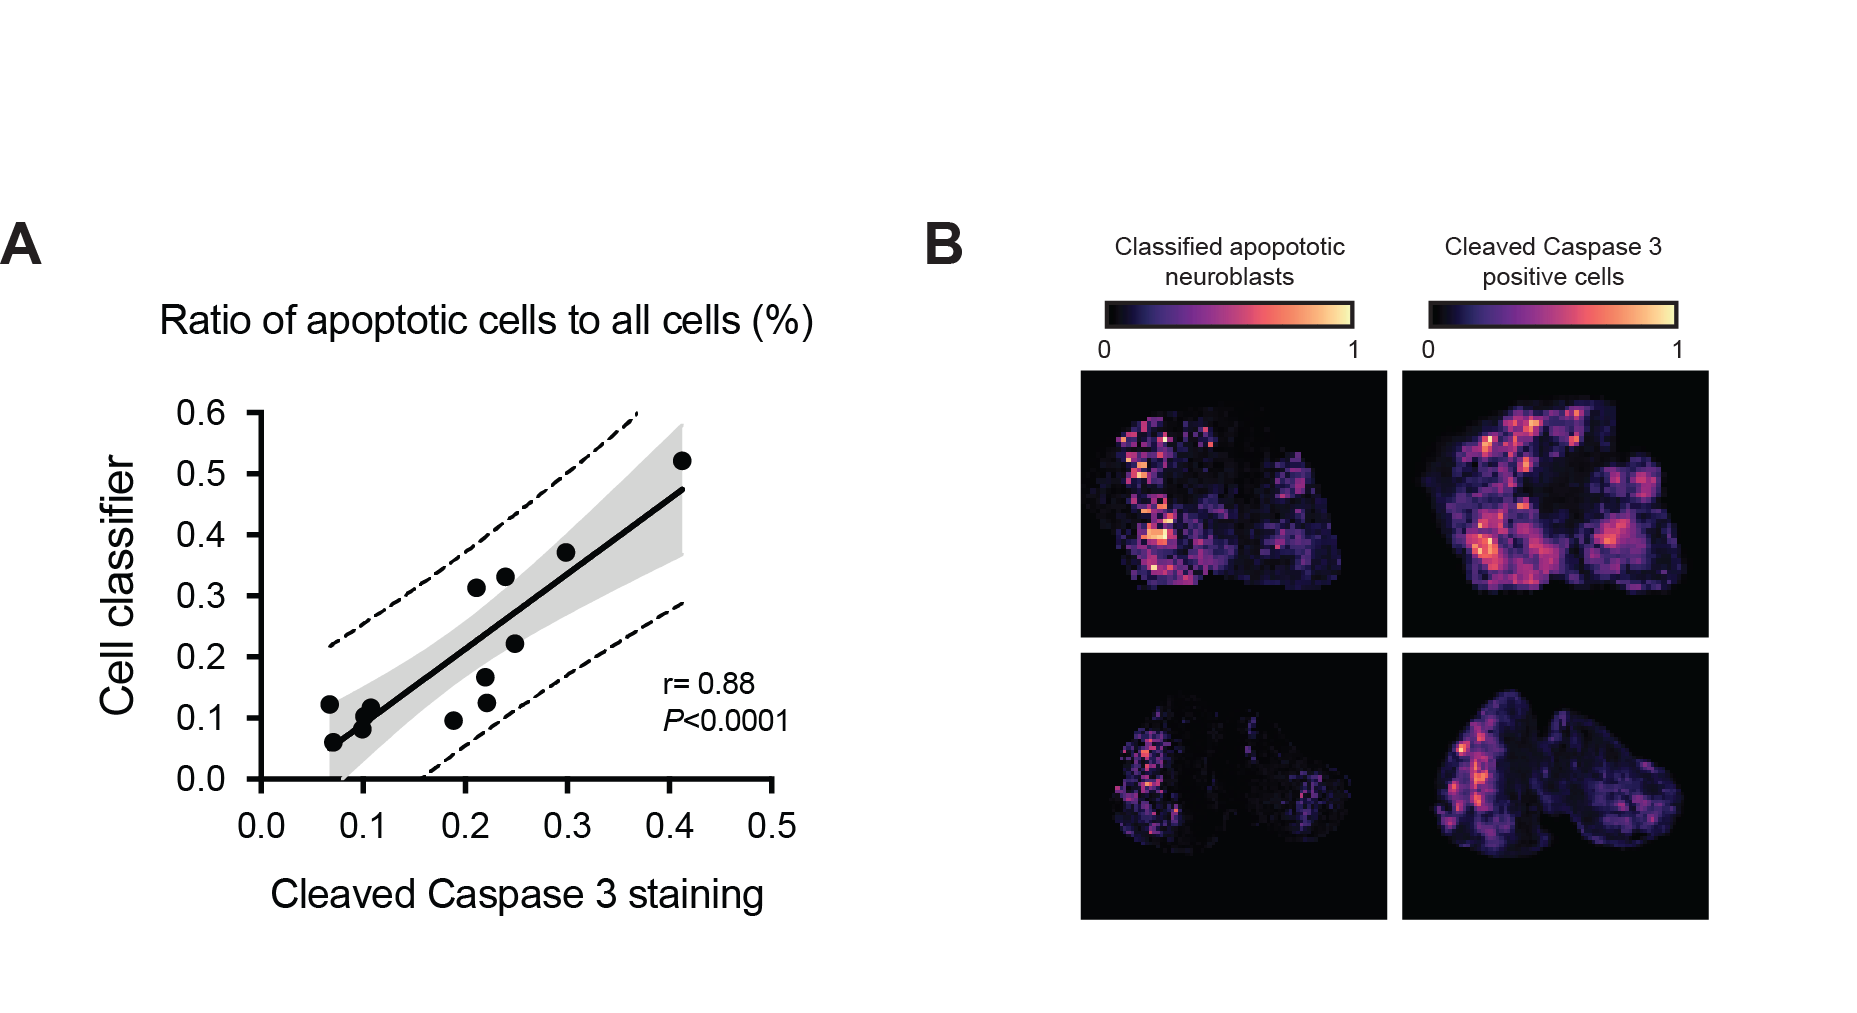 A
Ratio of apoptotic cells to all cells (%)
0.6
0.5
0.4
0.3
0.2
0.1
0.0
Cell classifier
r= 0.88
P<0.0001
0.0 0.1 0.2 0.3 0.4 0.5
Cleaved Caspase 3 staining
B
Classified apopototic
neuroblasts
0 1
Cleaved Caspase 3
positive cells
0 1